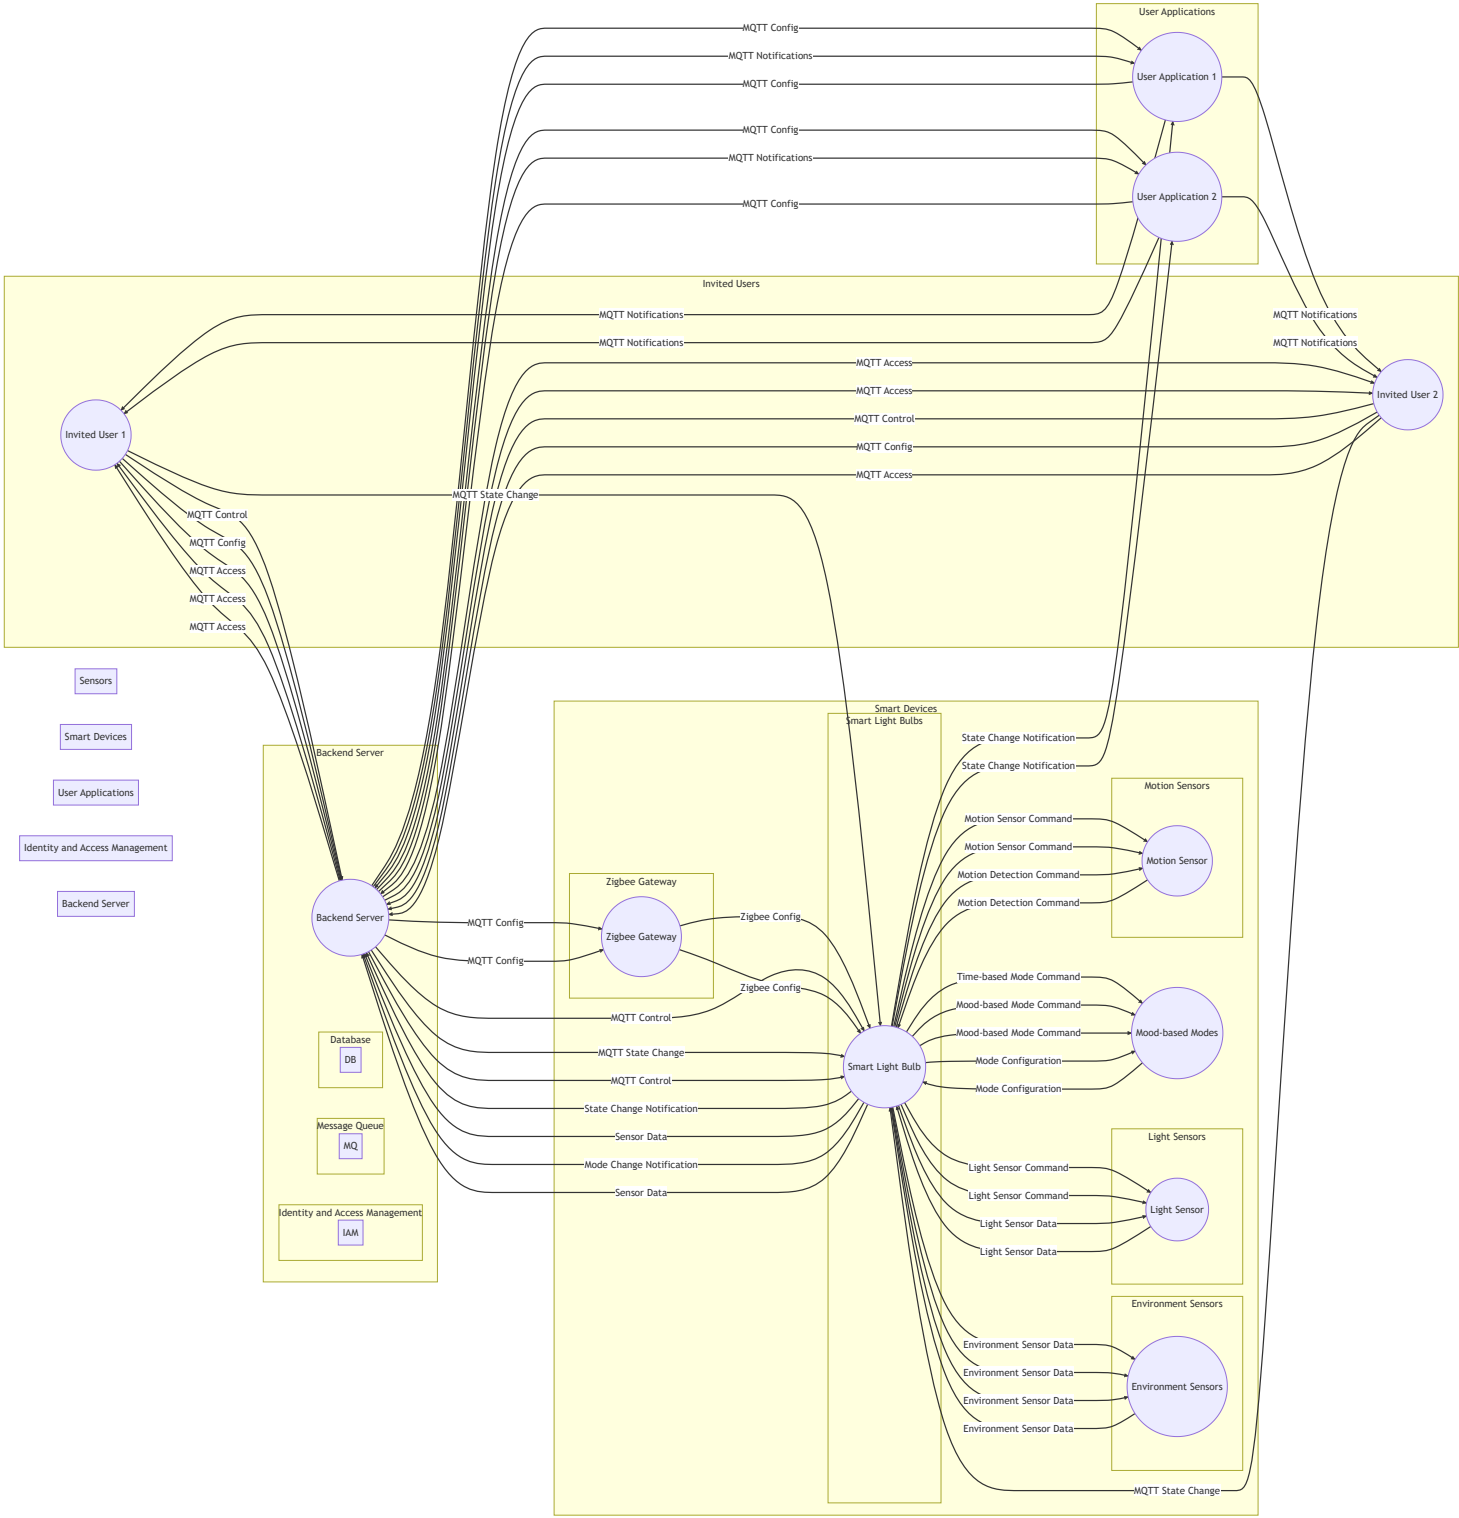 User Applications
MQTT Config
MQTT Notifications
User Application 1
MQTT Config
MQTT Config
MQTT Notifications
User Application 2
MQTT Config
Invited Users
MQTT Notifications
MQTT Notifications
MQTT Notifications
MQTT Notifications
MQTT Access
MQTT Access
Invited User 2
MQTT Control
Invited User 1
MQTT Config
MQTT Access
MQTT State Change
MQTT Control
MQTT Config
MQTT Access
MQTT Access
MQTT Access
Sensors
Smart Devices
User Applications
Identity and Access Management
Backend Server
Backend Server
Backend Server
Database
DB
Message Queue
MQ
Identity and Access Management
IAM
Smart Devices
Smart Light Bulbs
State Change Notification
State Change Notification
Motion Sensors
Motion Sensor Command
Motion Sensor Command
Motion Sensor
Motion Detection Command
Motion Detection Command
Zigbee Gateway
Zigbee Gateway
MQTT Config
Zigbee Config
MQTT Config
Zigbee Config
MQTT Control
Time-based Mode Command
Mood-based Mode Command
Mood-based Mode Command
Mood-based Modes
Mode Configuration
Mode Configuration
MQTT State Change
Smart Light Bulb
MQTT Control
State Change Notification
Sensor Data
Mode Change Notification
Sensor Data
Light Sensors
Light Sensor Command
Light Sensor Command
Light Sensor
Light Sensor Data
Light Sensor Data
Environment Sensors
Environment Sensor Data
Environment Sensor Data
Environment Sensors
Environment Sensor Data
Environment Sensor Data
MQTT State Change